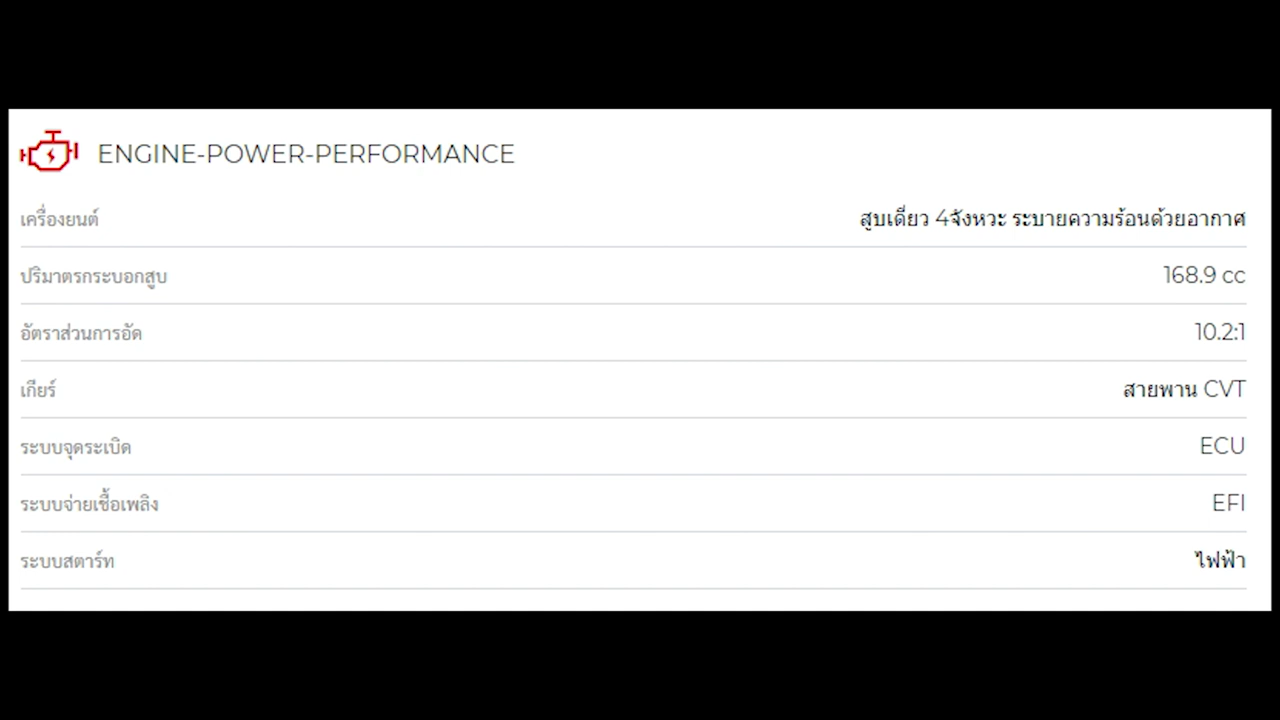 ENGINE-POWER-PERFORMANCE
เครื่องยนต์ สูบเดี่ยว 4จังหวะ ระบายความร้อนด้วยอากาศ
ปริมาตรกระบอกสูบ 168.9 cc
อัตราส่วนการอัด 10.2:1
เกียร์ สายพาน CVT
ระบบจุดระเบิด ECU
ระบบจ่ายเชื้อเพลิง EFI
ระบบสตาร์ท ไฟฟ้า